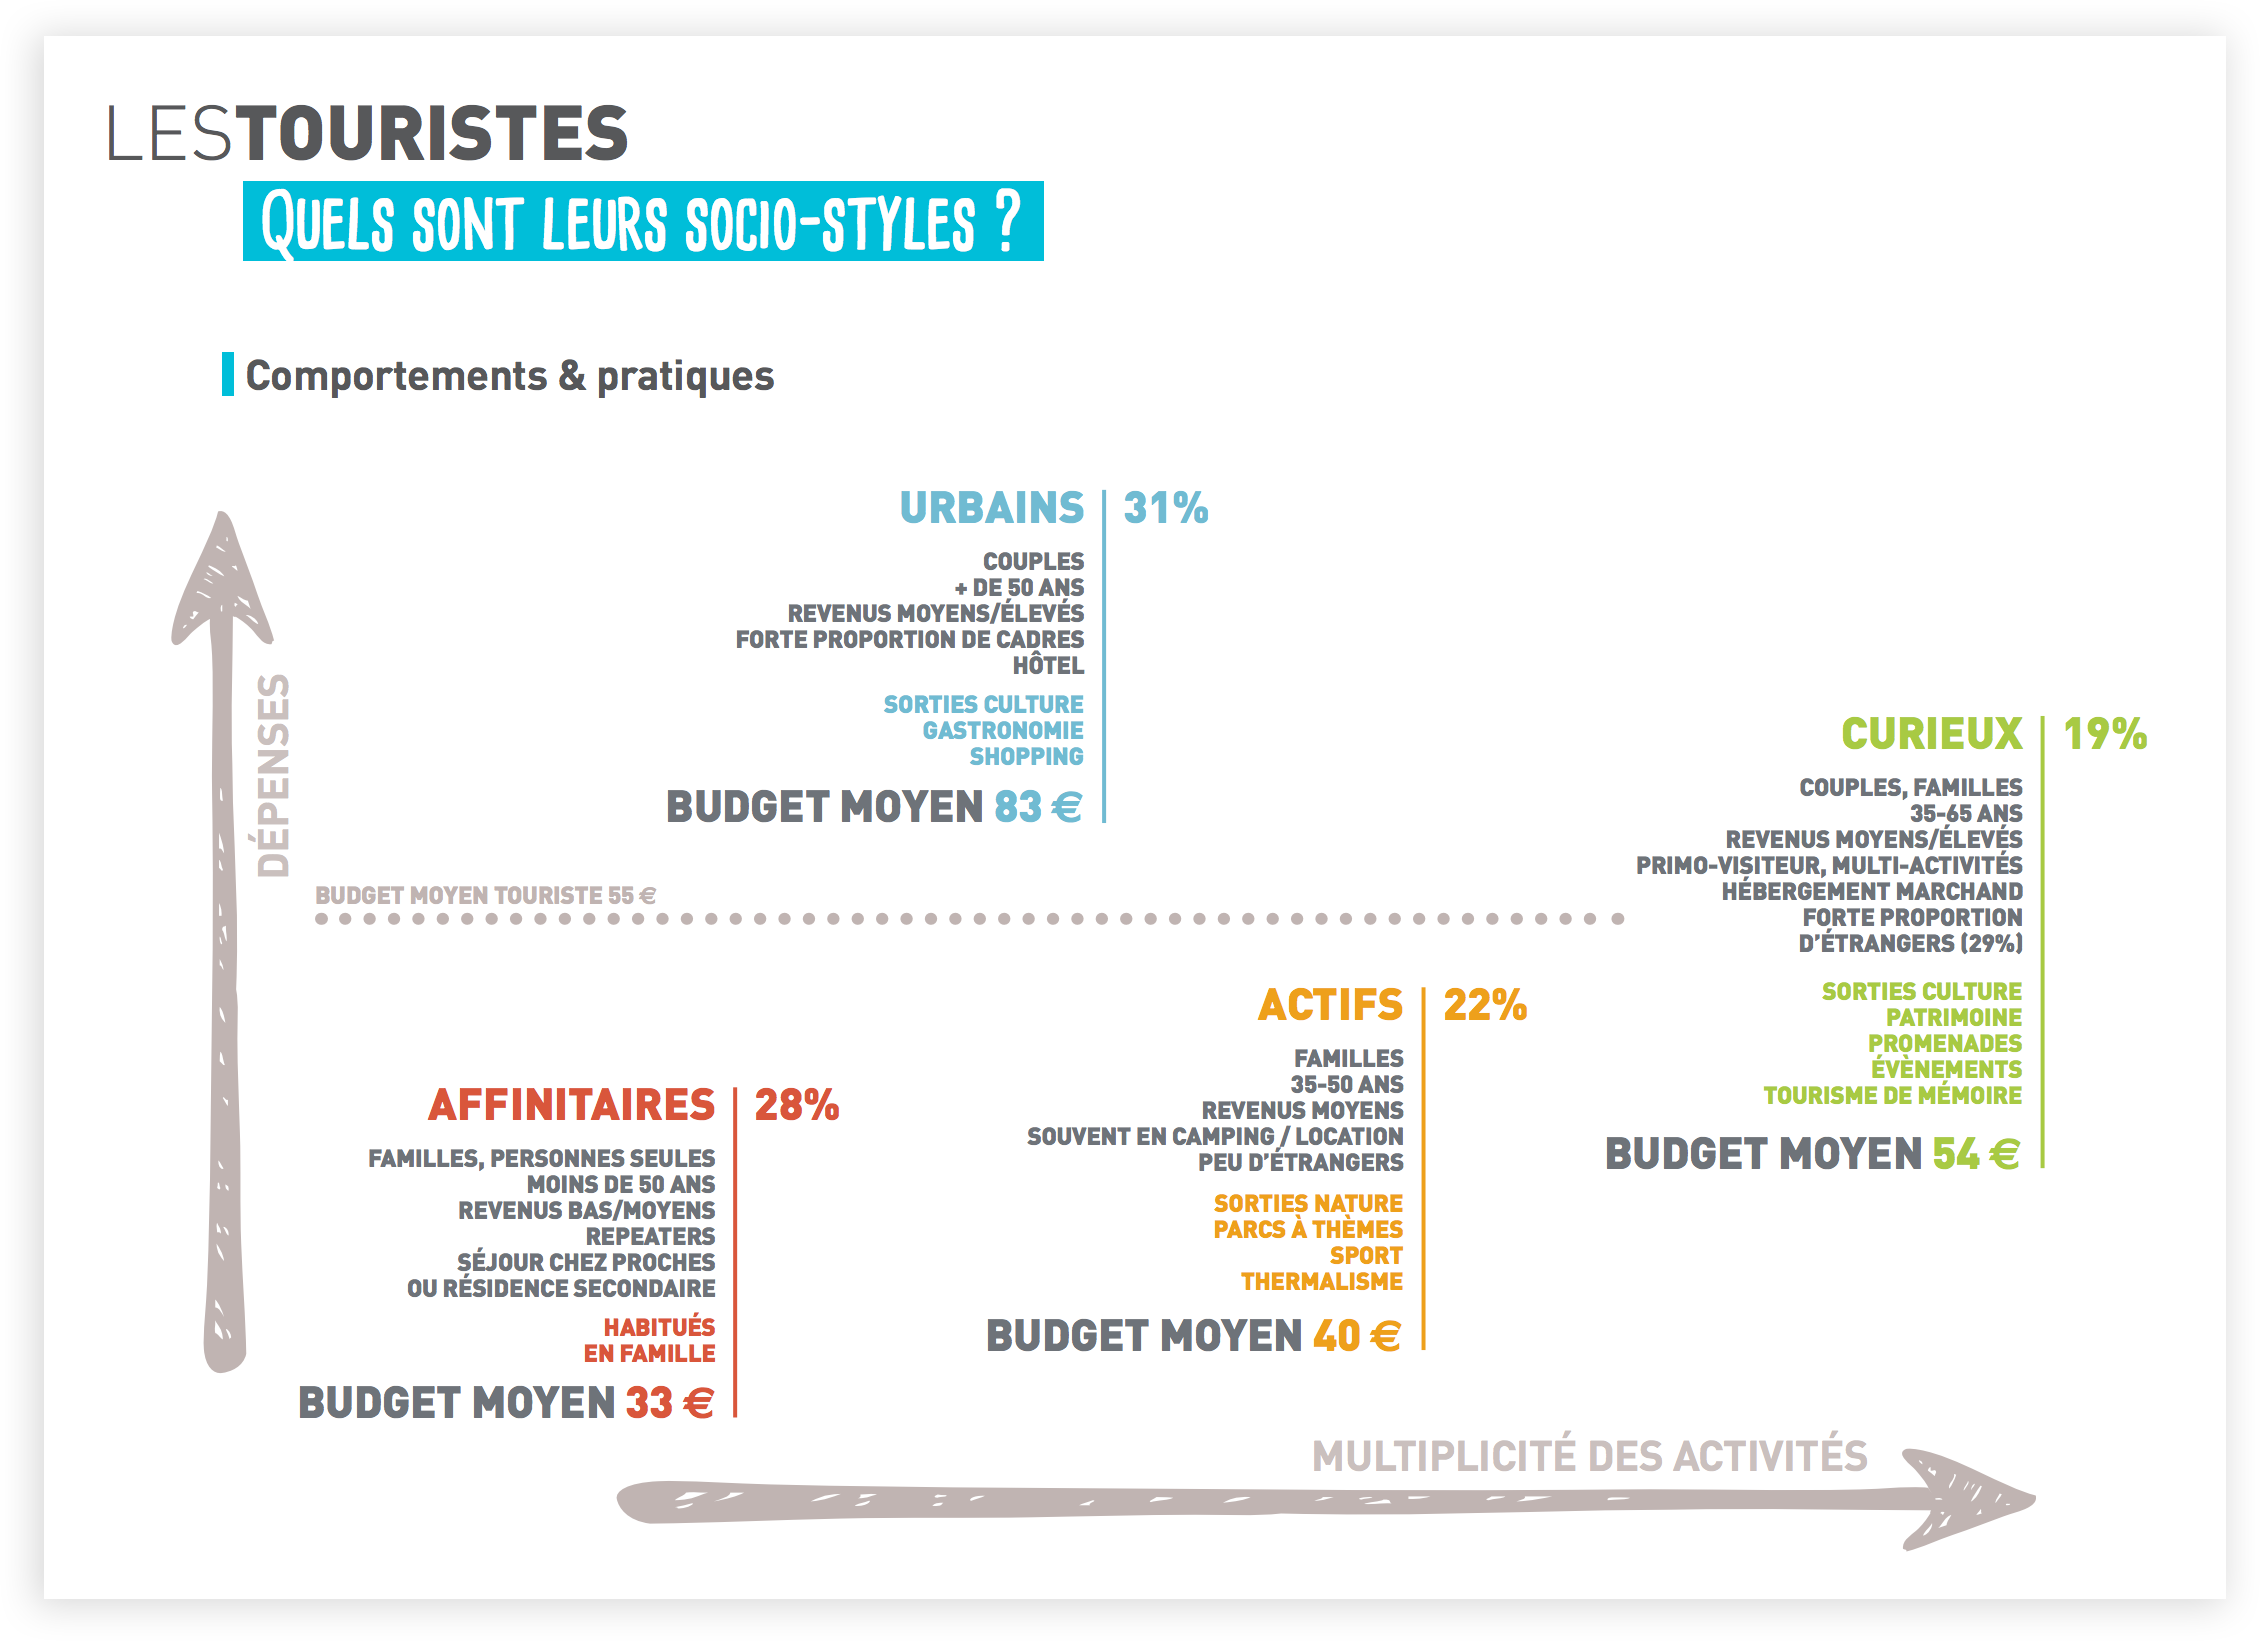 LESTOURISTES
QUELS SONT LEURS SOCIO-STYLES ?
Comportements & pratiques
DÉPENSES
URBAINS 31%
COUPLES
+ DE 50 ANS
REVENUS MOYENS/ÉLEVÉS
FORTE PROPORTION DE CADRES
HÔTEL
SORTIES CULTURE
GASTRONOMIE
SHOPPING
BUDGET MOYEN 83 €
CURIEUX 19%
COUPLES, FAMILLES
35-65 ANS
REVENUS MOYENS/ÉLEVÉS
PRIMO-VISITEUR, MULTI-ACTIVITÉS
HÉBERGEMENT MARCHAND
FORTE PROPORTION
D'ÉTRANGERS (29%)
SORTIES CULTURE
PATRIMOINE
PROMENADES
ÉVÈNEMENTS
TOURISME DE MÉMOIRE
BUDGET MOYEN 54 €
BUDGET MOYEN TOURISTE 55 €
ACTIFS 22%
FAMILLES
35-50 ANS
REVENUS MOYENS
SOUVENT EN CAMPING / LOCATION
PEU D'ÉTRANGERS
SORTIES NATURE
PARCS À THÈMES
SPORT
THERMALISME
BUDGET MOYEN 40 €
AFFINITAIRES 28%
FAMILLES, PERSONNES SEULES
MOINS DE 50 ANS
REVENUS BAS/MOYENS
REPEATERS
SÉJOUR CHEZ PROCHES
OU RÉSIDENCE SECONDAIRE
HABITUÉS
EN FAMILLE
BUDGET MOYEN 33 €
MULTIPLICITÉ DES ACTIVITÉS